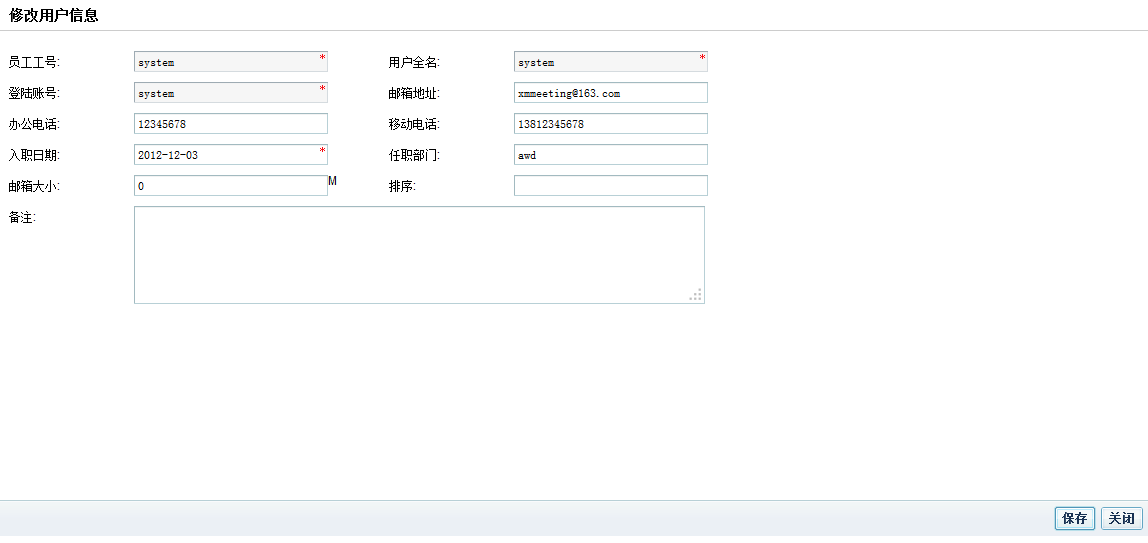 修改用户信息
员工工号: system * 用户全名: system *
登陆账号: system * 邮箱地址: xmmeeting@163.com
办公电话: 12345678 移动电话: 13812345678
入职日期: 2012-12-03 * 任职部门: awd
邮箱大小: 0 M 排序:
备注:
保存 关闭